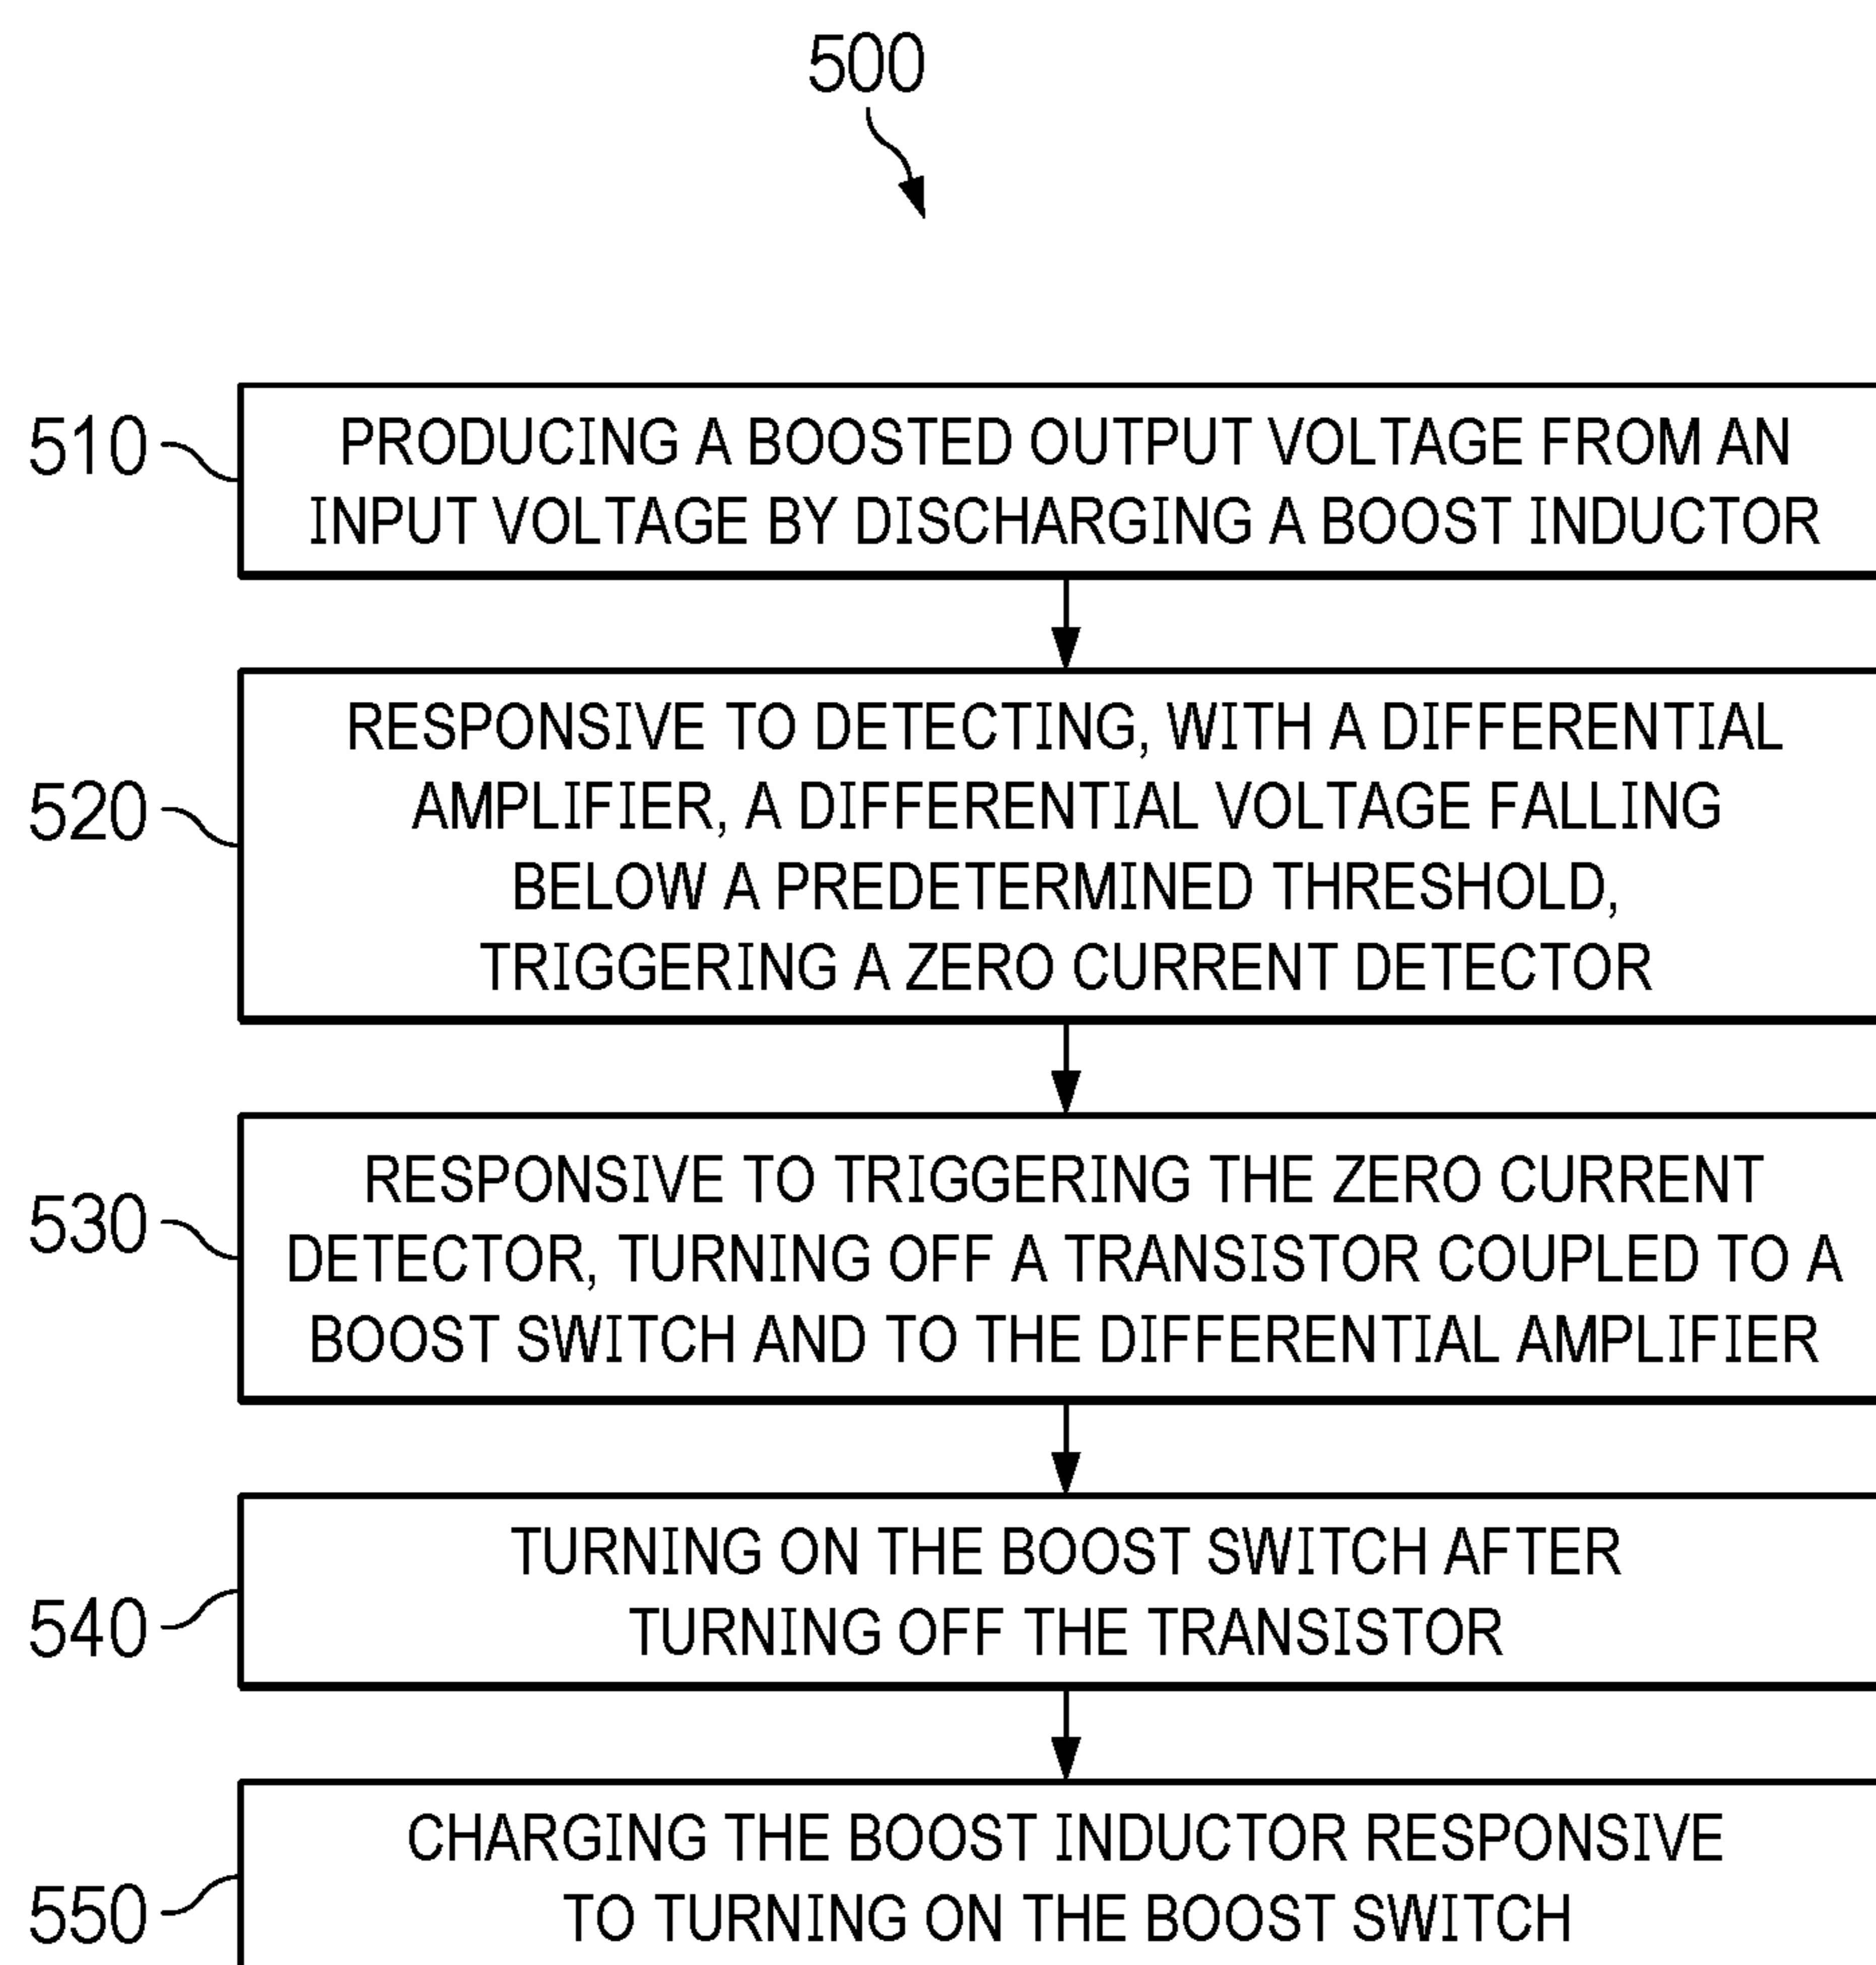 500
510
PRODUCING A BOOSTED OUTPUT VOLTAGE FROM AN
INPUT VOLTAGE BY DISCHARGING A BOOST INDUCTOR
520
RESPONSIVE TO DETECTING, WITH A DIFFERENTIAL
AMPLIFIER, A DIFFERENTIAL VOLTAGE FALLING
BELOW A PREDETERMINED THRESHOLD,
TRIGGERING A ZERO CURRENT DETECTOR
530
RESPONSIVE TO TRIGGERING THE ZERO CURRENT
DETECTOR, TURNING OFF A TRANSISTOR COUPLED TO A
BOOST SWITCH AND TO THE DIFFERENTIAL AMPLIFIER
540
TURNING ON THE BOOST SWITCH AFTER
TURNING OFF THE TRANSISTOR
550
CHARGING THE BOOST INDUCTOR RESPONSIVE
TO TURNING ON THE BOOST SWITCH